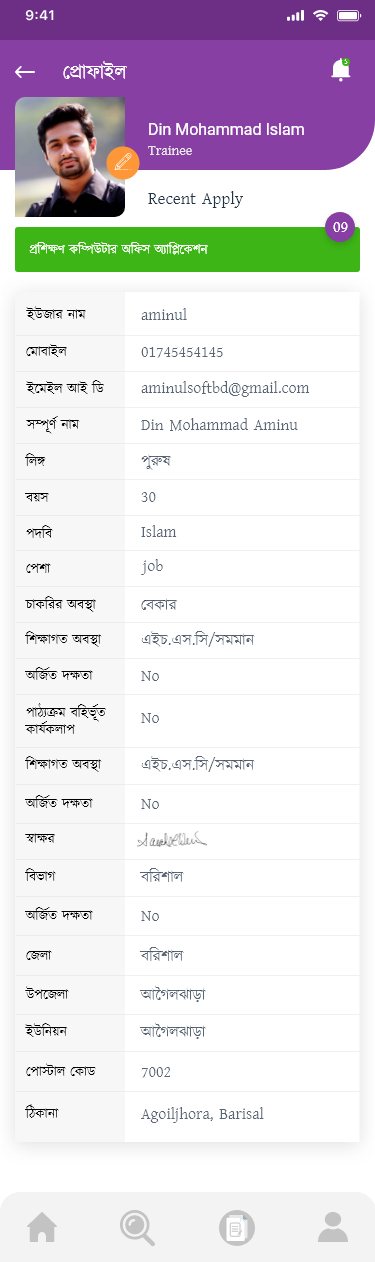 9:41
প্রোফাইল
Din Mohammad Islam
Trainee
Recent Apply
09
প্রশিক্ষণ কম্পিউটার অফিস অ্যাপ্লিকেশন
ইউজার নাম aminul
মোবাইল 01745454145
ইমেইল আই ডি aminulsoftbd@gmail.com
সম্পূর্ণ নাম Din Mohammad Aminu
লিঙ্গ পুরুষ
বয়স 30
পদবি Islam
পেশা job
চাকরির অবস্থা বেকার
শিক্ষাগত অবস্থা এইচ.এস.সি/সমমান
অর্জিত দক্ষতা No
পাঠ্যক্রম বহির্ভূত
কার্যকলাপ No
শিক্ষাগত অবস্থা এইচ.এস.সি/সমমান
অর্জিত দক্ষতা No
স্বাক্ষর
বিভাগ বরিশাল
অর্জিত দক্ষতা No
জেলা বরিশাল
উপজেলা আগৈলঝাড়া
ইউনিয়ন আগৈলঝাড়া
পোস্টাল কোড 7002
ঠিকানা Agoiljhora, Barisal